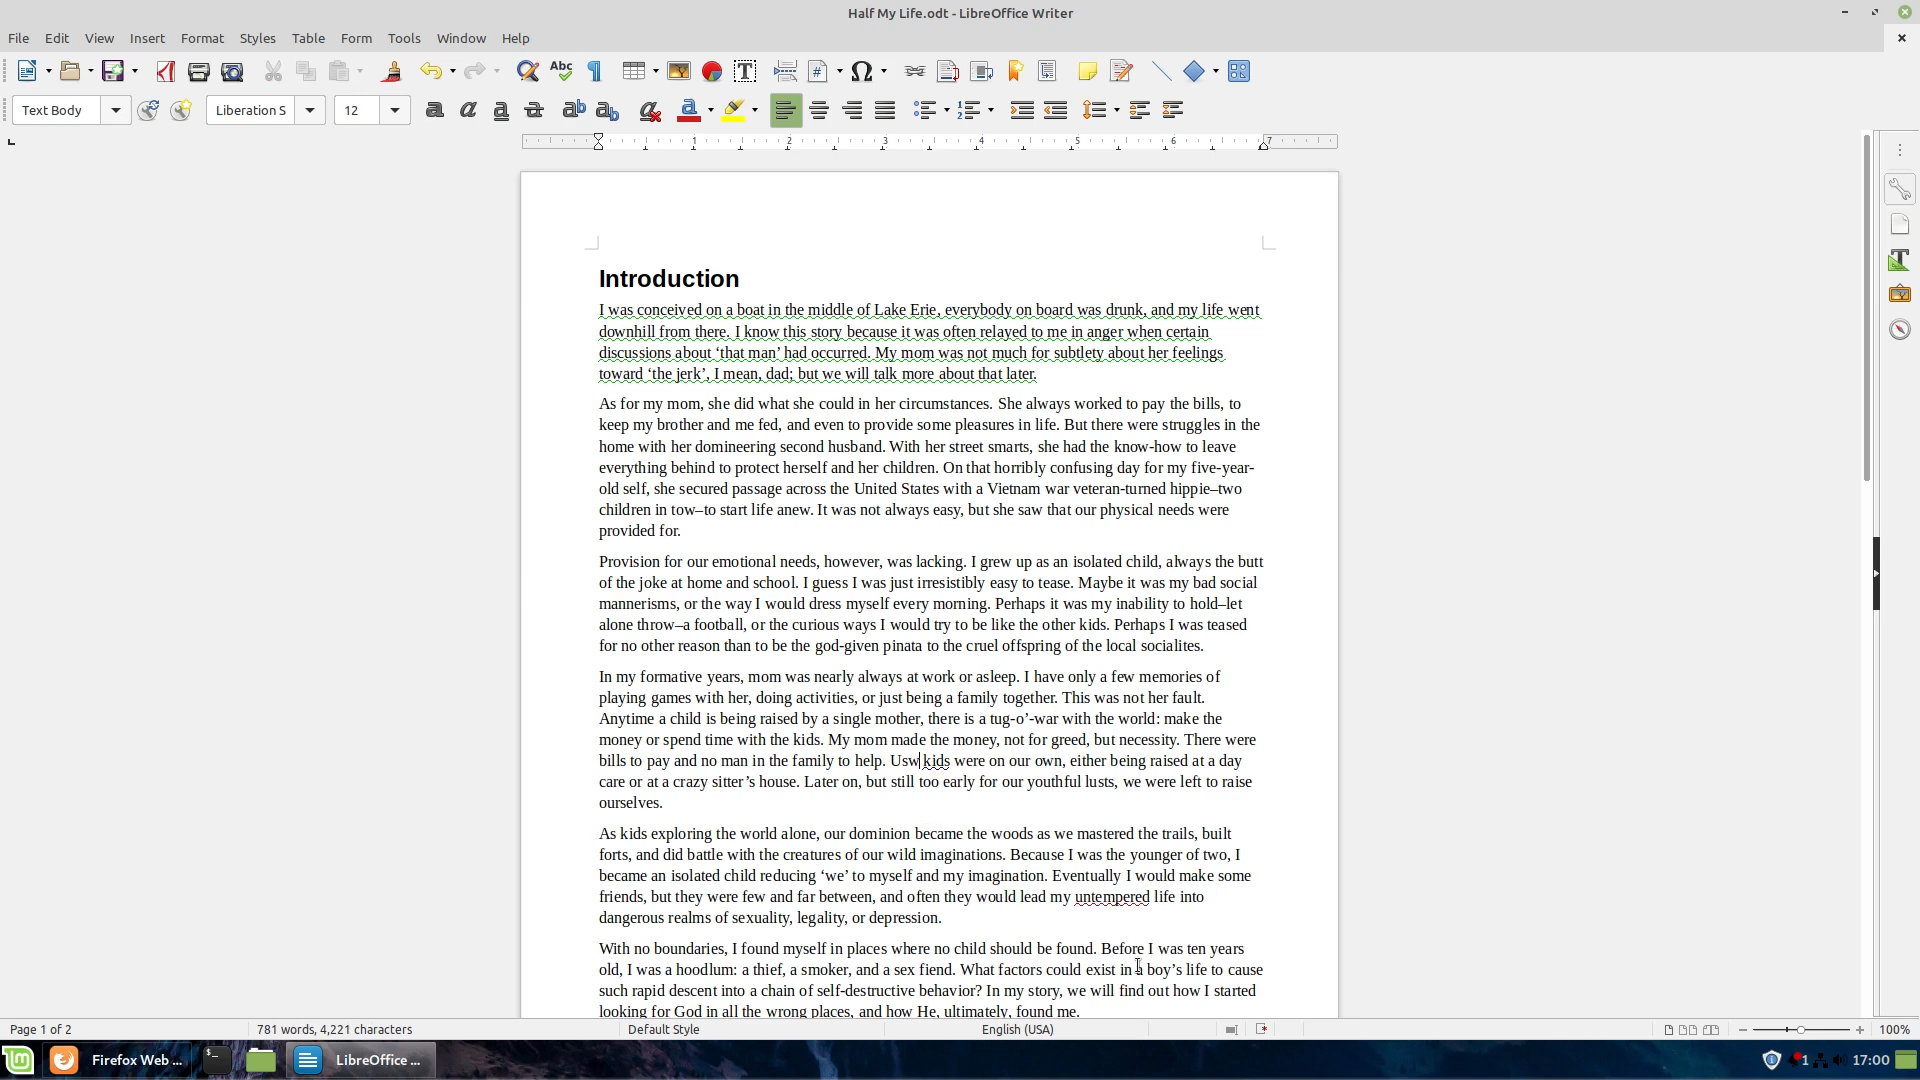 Half My Life.odt - LibreOffice Writer
File Edit View Insert Format Styles Table Form Tools Window Help
Text Body Liberation S 12
1 2 3 4 5 6 7
Introduction
I was conceived on a boat in the middle of Lake Erie, everybody on board was drunk, and my life went
downhill from there. I know this story because it was often relayed to me in anger when certain
discussions about ‘that man’ had occurred. My mom was not much for subtlety about her feelings
toward ‘the jerk’, I mean, dad; but we will talk more about that later.
As for my mom, she did what she could in her circumstances. She always worked to pay the bills, to
keep my brother and me fed, and even to provide some pleasures in life. But there were struggles in the
home with her domineering second husband. With her street smarts, she had the know-how to leave
everything behind to protect herself and her children. On that horribly confusing day for my five-year-
old self, she secured passage across the United States with a Vietnam war veteran-turned hippie–two
children in tow–to start life anew. It was not always easy, but she saw that our physical needs were
provided for.
Provision for our emotional needs, however, was lacking. I grew up as an isolated child, always the butt
of the joke at home and school. I guess I was just irresistibly easy to tease. Maybe it was my bad social
mannerisms, or the way I would dress myself every morning. Perhaps it was my inability to hold–let
alone throw–a football, or the curious ways I would try to be like the other kids. Perhaps I was teased
for no other reason than to be the god-given pinata to the cruel offspring of the local socialites.
In my formative years, mom was nearly always at work or asleep. I have only a few memories of
playing games with her, doing activities, or just being a family together. This was not her fault.
Anytime a child is being raised by a single mother, there is a tug-o’-war with the world: make the
money or spend time with the kids. My mom made the money, not for greed, but necessity. There were
bills to pay and no man in the family to help. Usw kids were on our own, either being raised at a day
care or at a crazy sitter’s house. Later on, but still too early for our youthful lusts, we were left to raise
ourselves.
As kids exploring the world alone, our dominion became the woods as we mastered the trails, built
forts, and did battle with the creatures of our wild imaginations. Because I was the younger of two, I
became an isolated child reducing ‘we’ to myself and my imagination. Eventually I would make some
friends, but they were few and far between, and often they would lead my untempered life into
dangerous realms of sexuality, legality, or depression.
With no boundaries, I found myself in places where no child should be found. Before I was ten years
old, I was a hoodlum: a thief, a smoker, and a sex fiend. What factors could exist in a boy’s life to cause
such rapid descent into a chain of self-destructive behavior? In my story, we will find out how I started
looking for God in all the wrong places, and how He, ultimately, found me.
Page 1 of 2 781 words, 4,221 characters Default Style English (USA) 100%
Firefox Web ... LibreOffice ... 1 17:00